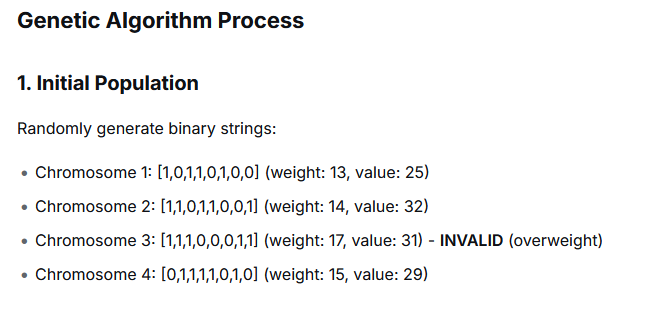 Genetic Algorithm Process
1. Initial Population
Randomly generate binary strings:
• Chromosome 1: [1,0,1,1,0,1,0,0] (weight: 13, value: 25)
• Chromosome 2: [1,1,0,1,1,0,0,1] (weight: 14, value: 32)
• Chromosome 3: [1,1,1,0,0,0,1,1] (weight: 17, value: 31) - INVALID (overweight)
• Chromosome 4: [0,1,1,1,1,0,1,0] (weight: 15, value: 29)